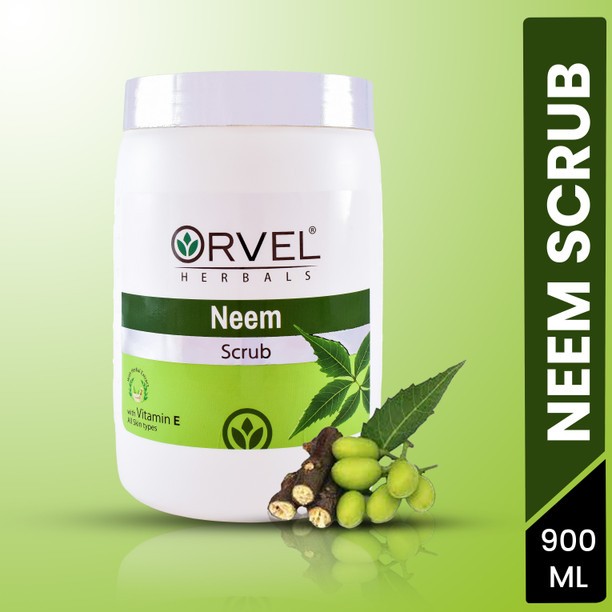 ORVEL®
HERBALS
Neem
Scrub
with Vitamin E
All Skin types
NEEM SCRUB
900
ML